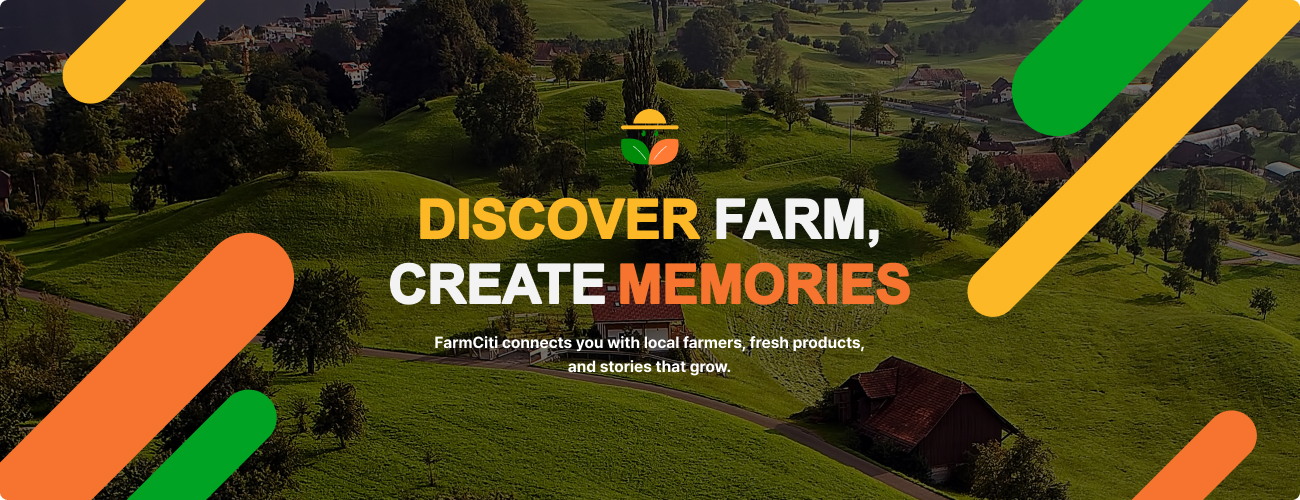 DISCOVER FARM,
CREATE MEMORIES
FarmCiti connects you with local farmers, fresh products,
and stories that grow.